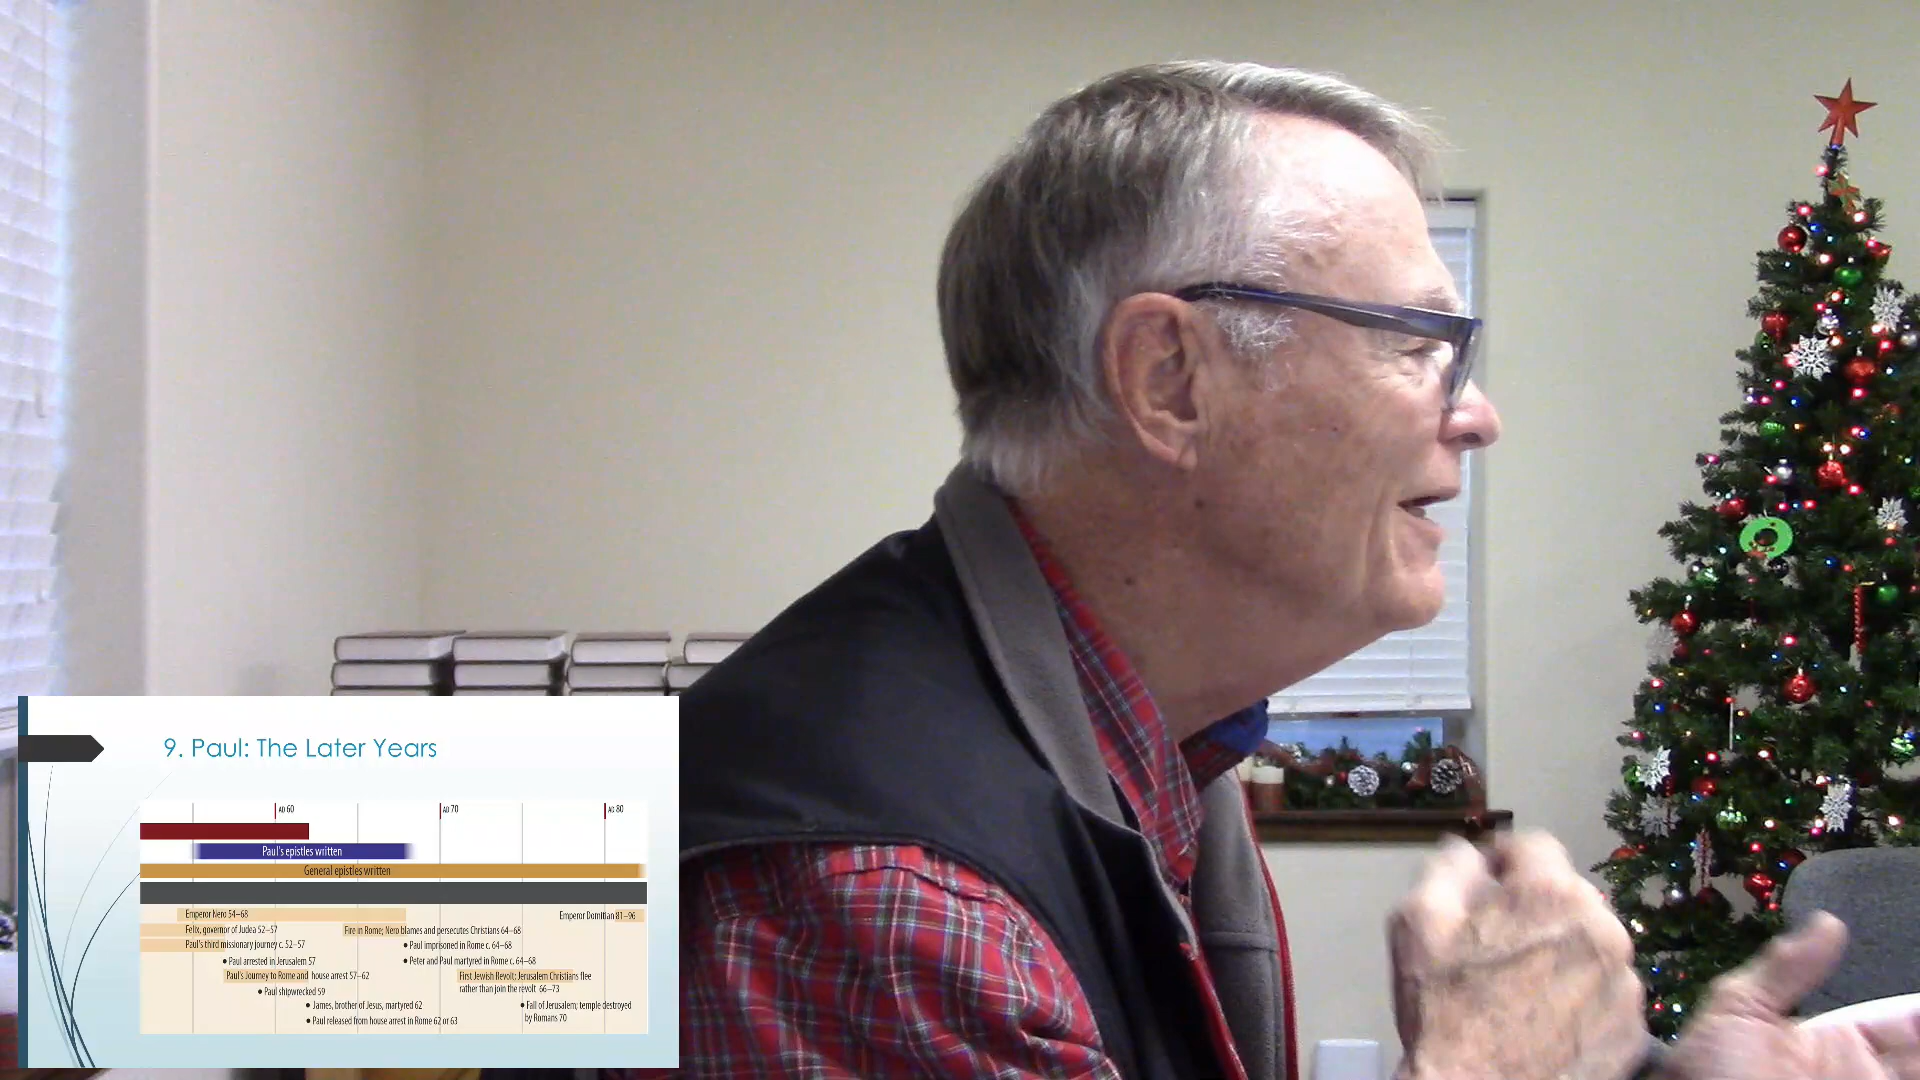 9. Paul: The Later Years
AD 60
AD 70
AD 80
Paul's epistles written
General epistles written
Emperor Nero 54–68
Emperor Domitian 81–96
Felix, governor of Judea 52–57
Fire in Rome; Nero blames and persecutes Christians 64–68
Paul's third missionary journey c. 52–57
• Paul imprisoned in Rome c. 64–68
• Paul arrested in Jerusalem 57
• Peter and Paul martyred in Rome c. 64–68
Paul's Journey to Rome and house arrest 57–62
First Jewish Revolt; Jerusalem Christians flee
rather than join the revolt 66–73
• Paul shipwrecked 59
• James, brother of Jesus, martyred 62
• Fall of Jerusalem; temple destroyed
by Romans 70
• Paul released from house arrest in Rome 62 or 63